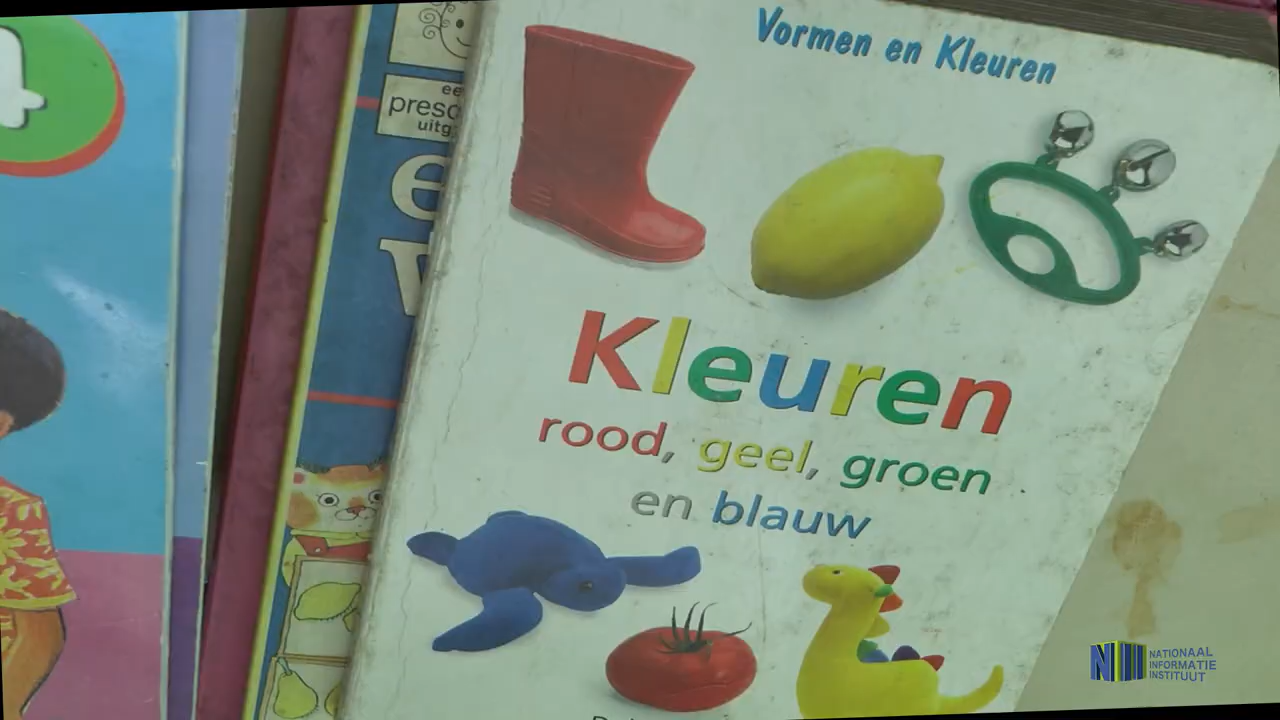 Vormen en Kleuren
Kleuren
rood, geel, groen
en blauw
NATIONAAL
INFORMATIE
INSTITUUT